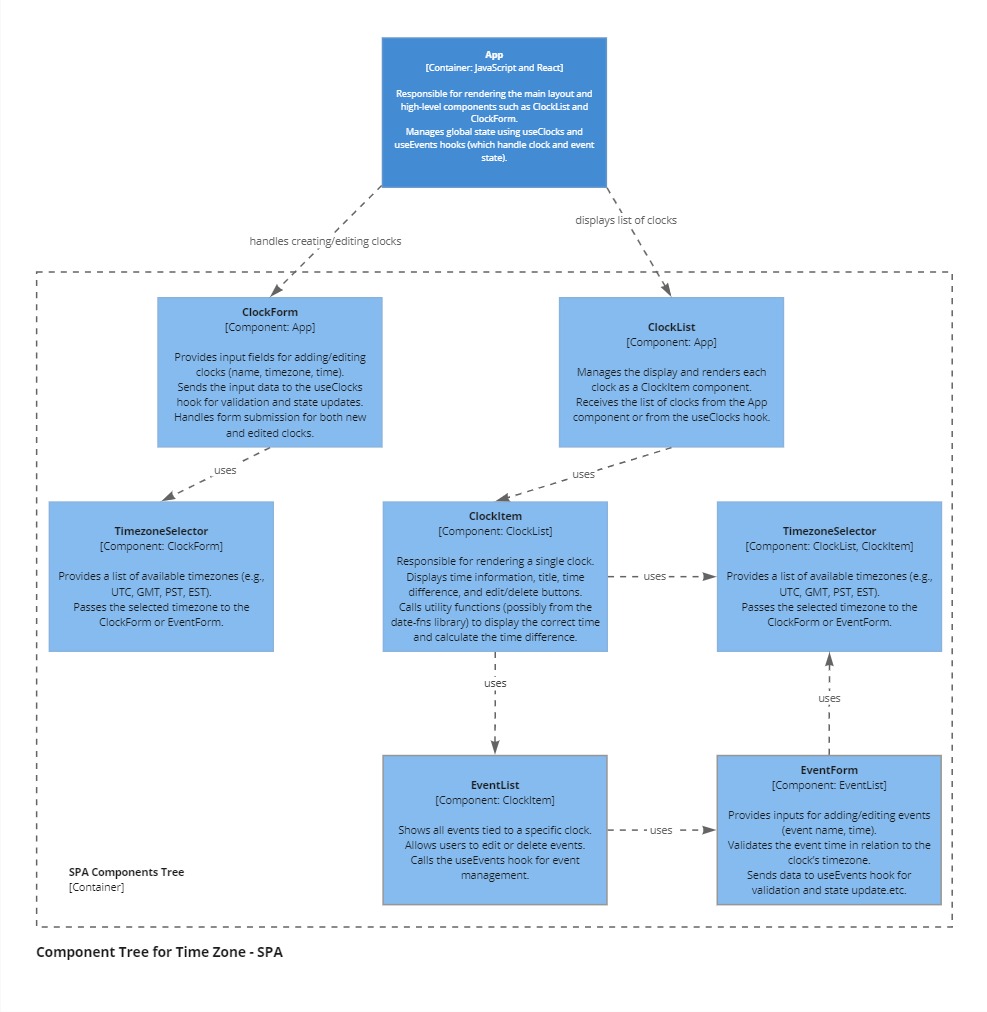 App
[Container: JavaScript and React]
Responsible for rendering the main layout and
high-level components such as ClockList and
ClockForm.
Manages global state using useClocks and
useEvents hooks (which handle clock and event
state).
handles creating/editing clocks
displays list of clocks
ClockForm
[Component: App]
Provides input fields for adding/editing
clocks (name, timezone, time).
Sends the input data to the useClocks
hook for validation and state updates.
Handles form submission for both new
and edited clocks.
ClockList
[Component: App]
Manages the display and renders each
clock as a ClockItem component.
Receives the list of clocks from the App
component or from the useClocks hook.
uses
uses
TimezoneSelector
[Component: ClockForm]
Provides a list of available timezones (e.g.,
UTC, GMT, PST, EST).
Passes the selected timezone to the
ClockForm or EventForm.
ClockItem
[Component: ClockList]
Responsible for rendering a single clock.
Displays time information, title, time
difference, and edit/delete buttons.
Calls utility functions (possibly from the
date-fns library) to display the correct time
and calculate the time difference.
uses
TimezoneSelector
[Component: ClockList, ClockItem]
Provides a list of available timezones (e.g.,
UTC, GMT, PST, EST).
Passes the selected timezone to the
ClockForm or EventForm.
uses
uses
EventList
[Component: ClockItem]
Shows all events tied to a specific clock.
Allows users to edit or delete events.
Calls the useEvents hook for event
management.
uses
EventForm
[Component: EventList]
Provides inputs for adding/editing events
(event name, time).
Validates the event time in relation to the
clock's timezone.
Sends data to useEvents hook for
validation and state update.etc.
SPA Components Tree
[Container]
Component Tree for Time Zone - SPA